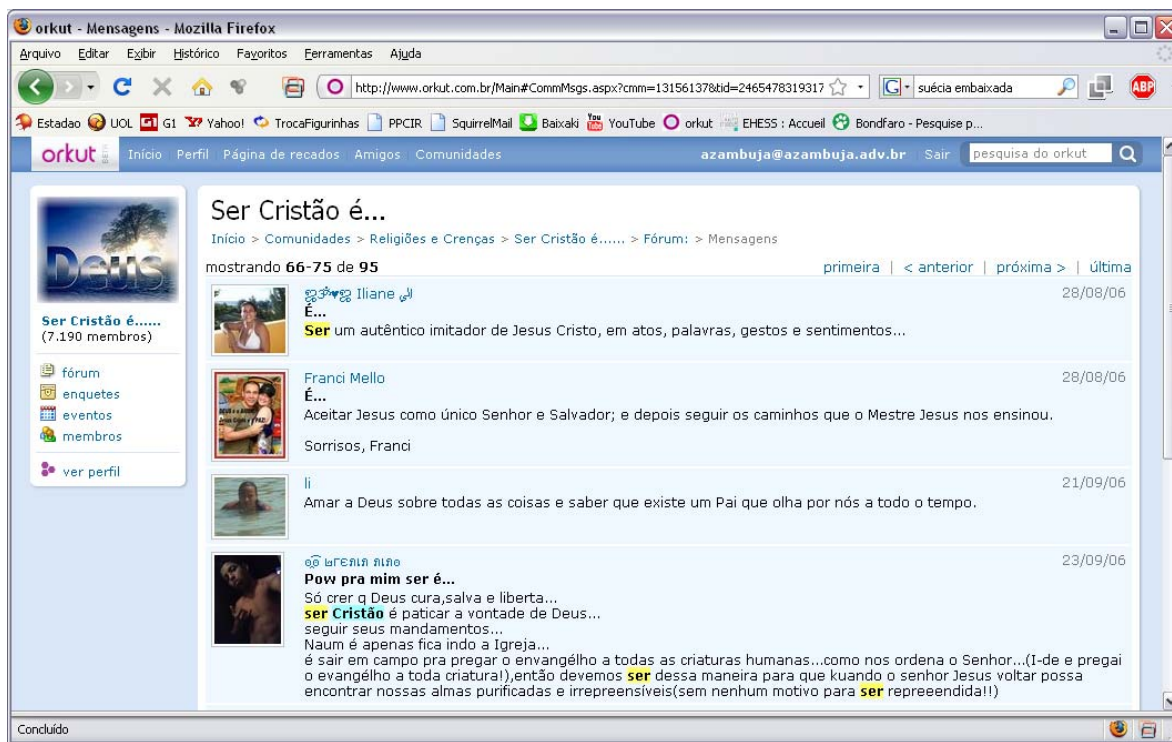 orkut - Mensagens - Mozilla Firefox
Arquivo Editar Exibir Histórico Favoritos Ferramentas Ajuda
http://www.orkut.com.br/Main#CommMsgs.aspx?cmm=13156137&tid=2465478319317 suécia embaixada ABP
Estadao UOL G1 Yahoo! TrocaFigurinhas PPCIR SquirrelMail Baixaki YouTube orkut EHESS : Accueil Bondfaro - Pesquise p...
orkut BETA Início Perfil Página de recados Amigos Comunidades azambuja@azambuja.adv.br Sair pesquisa do orkut
Deus
Ser Cristão é......
(7.190 membros)
fórum
enquetes
eventos
membros
ver perfil
Ser Cristão é...
Início > Comunidades > Religiões e Crenças > Ser Cristão é...... > Fórum: > Mensagens
mostrando 66-75 de 95 primeira | < anterior | próxima > | última
Iliane 28/08/06
É...
Ser um autêntico imitador de Jesus Cristo, em atos, palavras, gestos e sentimentos...
Franci Mello 28/08/06
É...
Aceitar Jesus como único Senhor e Salvador; e depois seguir os caminhos que o Mestre Jesus nos ensinou.
Sorrisos, Franci
li 21/09/06
Amar a Deus sobre todas as coisas e saber que existe um Pai que olha por nós a todo o tempo.
23/09/06
Pow pra mim ser é...
Só crer q Deus cura,salva e liberta...
ser Cristão é paticar a vontade de Deus...
seguir seus mandamentos...
Naum é apenas fica indo a Igreja...
é sair em campo pra pregar o envangélho a todas as criaturas humanas...como nos ordena o Senhor...(I-de e pregai
o evangélho a toda criatura!),então devemos ser dessa maneira para que kuando o senhor Jesus voltar possa
encontrar nossas almas purificadas e irrepreensíveis(sem nenhum motivo para ser repreeendida!!)
Concluído